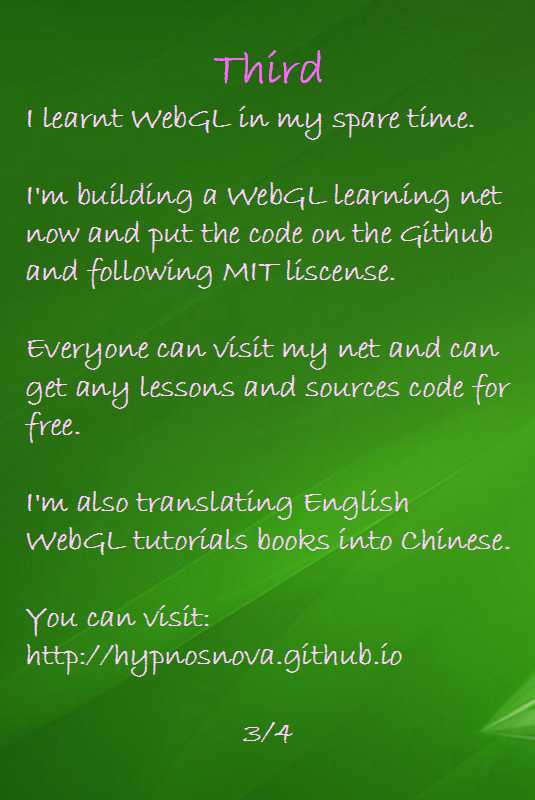 Third
I learnt WebGL in my spare time.
I'm building a WebGL learning net
now and put the code on the Github
and following MIT liscense.
Everyone can visit my net and can
get any lessons and sources code for
free.
I'm also translating English
WebGL tutorials books into Chinese.
You can visit:
http://hypnosnova.github.io
3/4